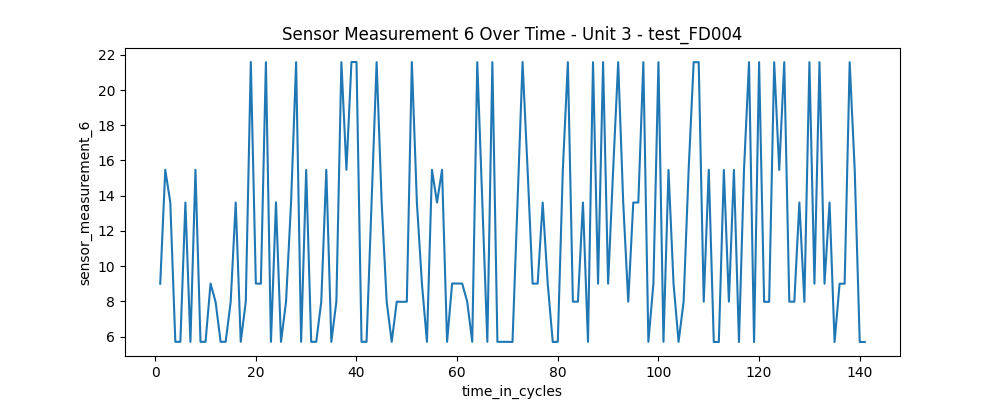 Sensor Measurement 6 Over Time - Unit 3 - test_FD004
sensor_measurement_6
22
20
18
16
14
12
10
8
6
0 20 40 60 80 100 120 140
time_in_cycles